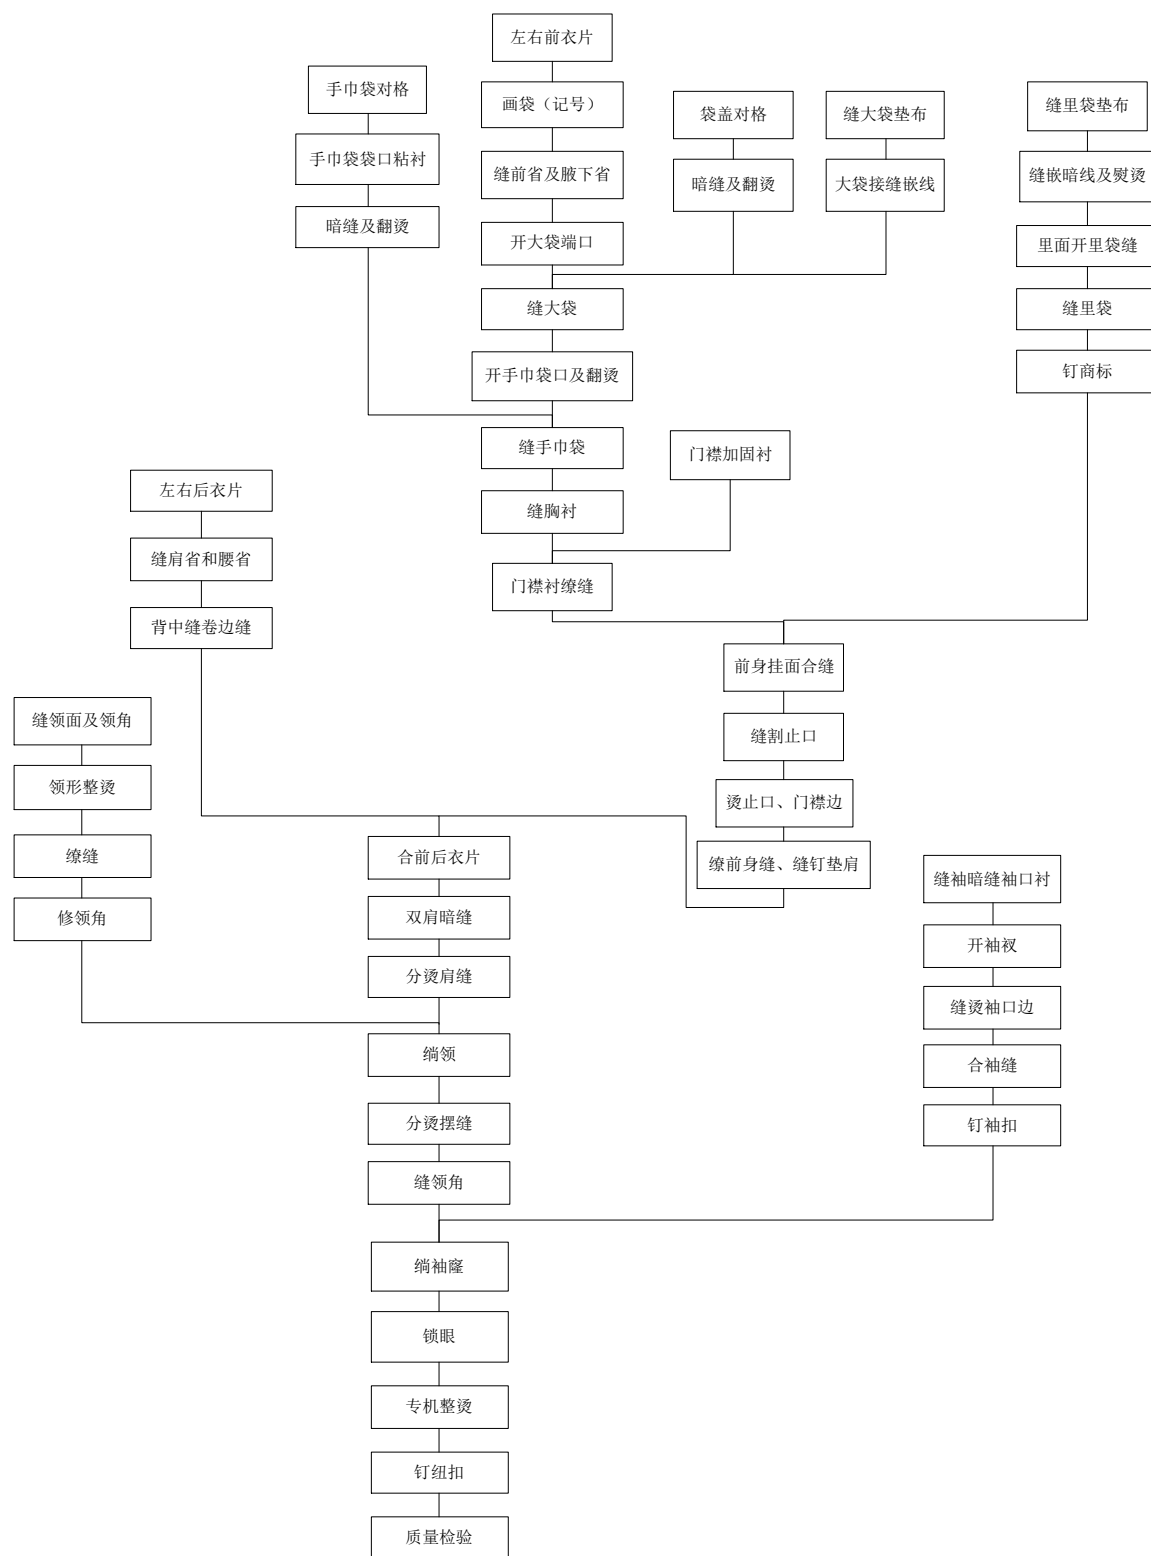 左右前衣片
手巾袋对格
画袋（记号）
袋盖对格
缝大袋垫布
缝里袋垫布
手巾袋袋口粘衬
缝前省及腋下省
暗缝及翻烫
大袋接缝嵌线
缝嵌暗线及熨烫
暗缝及翻烫
开大袋端口
里面开里袋缝
缝大袋
缝里袋
开手巾袋口及翻烫
钉商标
缝手巾袋
门襟加固衬
左右后衣片
缝胸衬
缝肩省和腰省
门襟衬缭缝
背中缝卷边缝
前身挂面合缝
缝领面及领角
缝割止口
领形整烫
烫止口、门襟边
缭缝
合前后衣片
缭前身缝、缝钉垫肩
缝袖暗缝袖口衬
修领角
双肩暗缝
开袖衩
分烫肩缝
缝烫袖口边
绱领
合袖缝
分烫摆缝
钉袖扣
缝领角
绱袖窿
锁眼
专机整烫
钉纽扣
质量检验